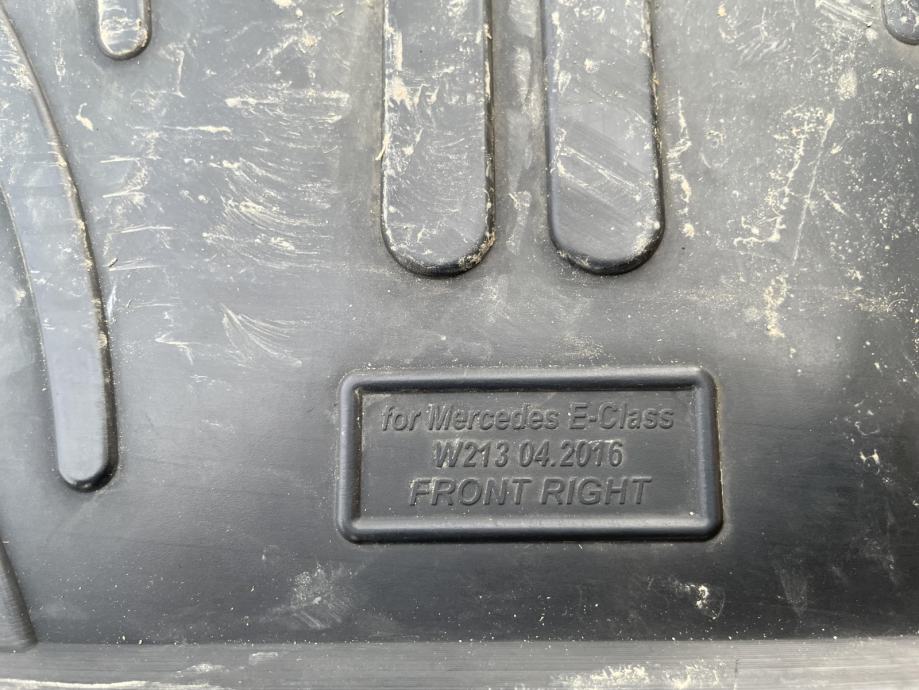 for Mercedes E-Class
W213 04.2016
FRONT RIGHT